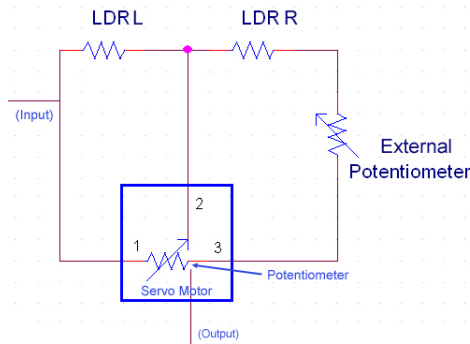 LDR L
LDR R
(Input)
External
Potentiometer
2
1
3
Potentiometer
Servo Motor
(Output)